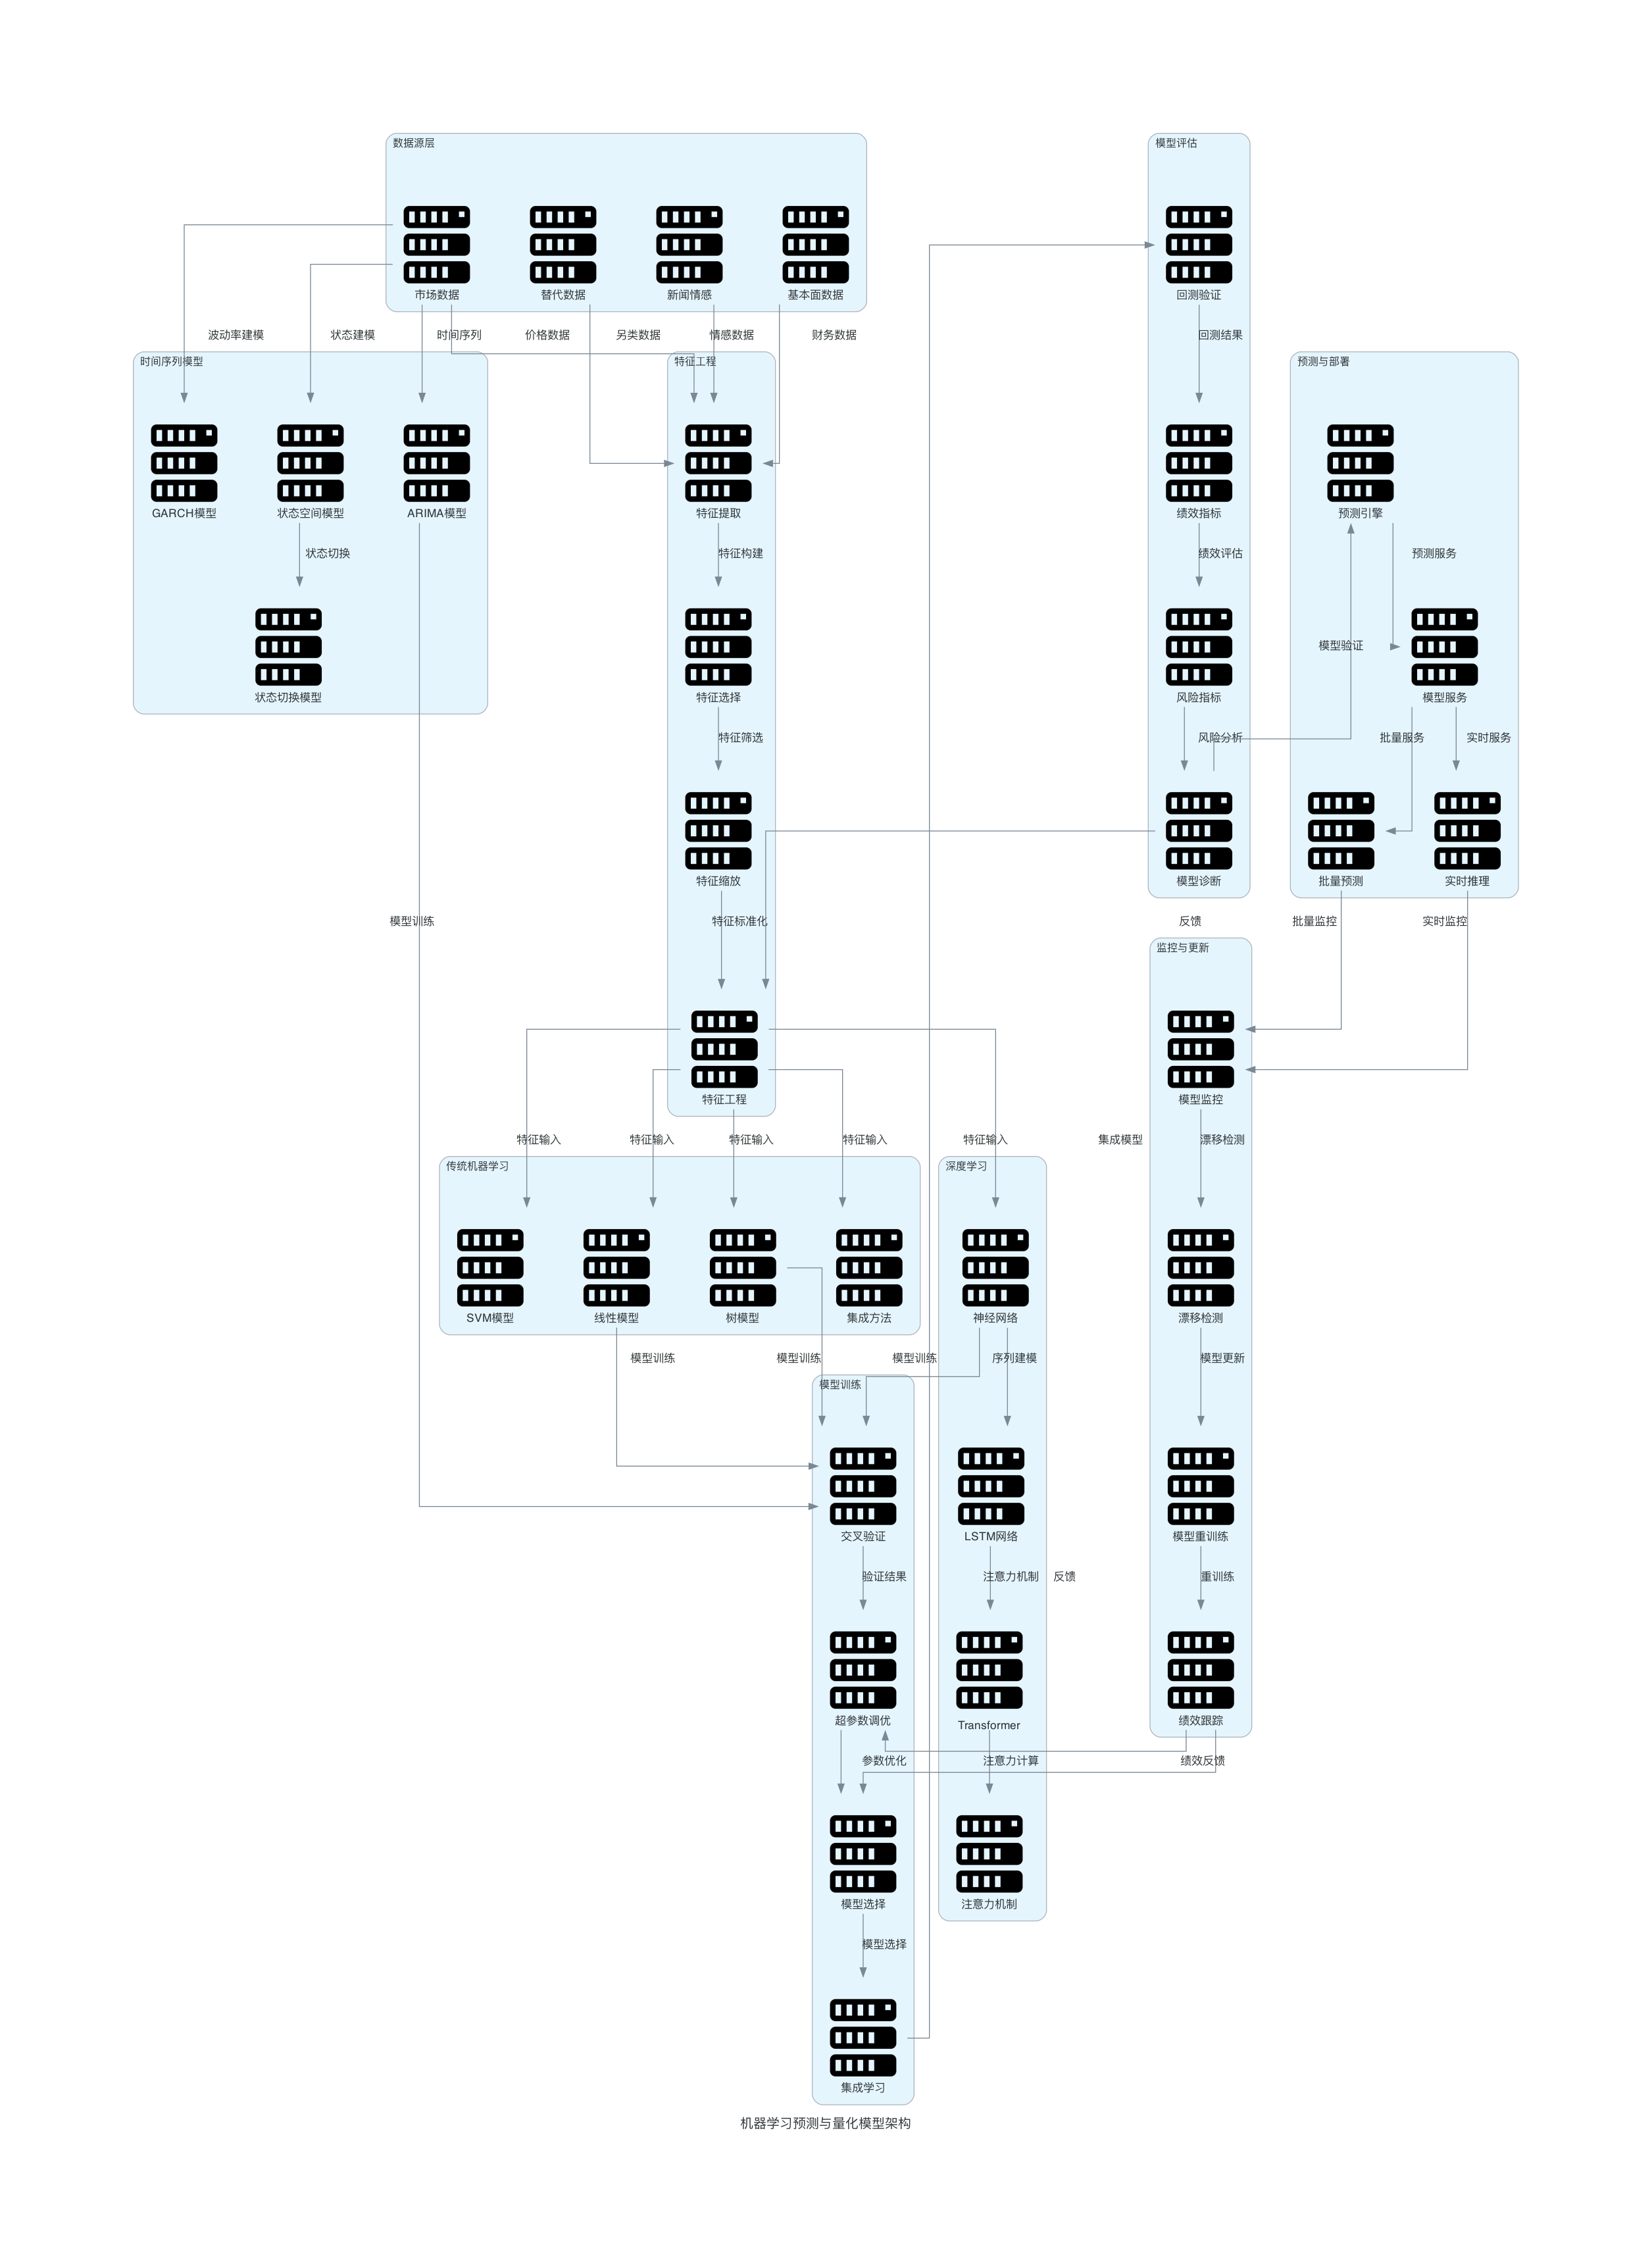 数据源层
模型评估
市场数据
替代数据
新闻情感
基本面数据
回测验证
波动率建模
状态建模
时间序列
价格数据
另类数据
情感数据
财务数据
回测结果
时间序列模型
特征工程
预测与部署
GARCH模型
状态空间模型
ARIMA模型
特征提取
绩效指标
预测引擎
状态切换
特征构建
绩效评估
预测服务
模型验证
状态切换模型
特征选择
风险指标
模型服务
特征筛选
风险分析
批量服务
实时服务
特征缩放
模型诊断
批量预测
实时推理
模型训练
特征标准化
反馈
批量监控
实时监控
监控与更新
特征工程
模型监控
特征输入
特征输入
特征输入
特征输入
特征输入
集成模型
漂移检测
传统机器学习
深度学习
SVM模型
线性模型
树模型
集成方法
神经网络
漂移检测
模型训练
模型训练
模型训练
序列建模
模型更新
模型训练
交叉验证
LSTM网络
模型重训练
验证结果
注意力机制
反馈
重训练
超参数调优
Transformer
绩效跟踪
参数优化
注意力计算
绩效反馈
模型选择
注意力机制
模型选择
集成学习
机器学习预测与量化模型架构